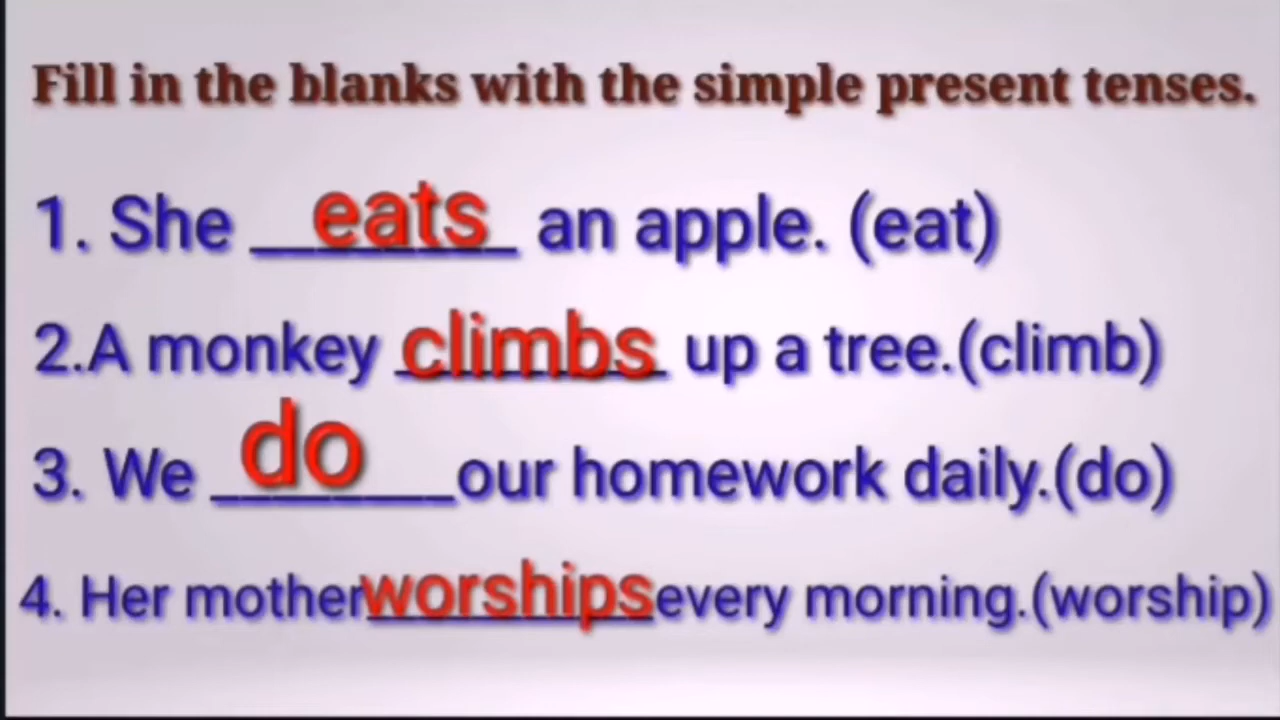 Fill in the blanks with the simple present tenses.
1. She eats an apple. (eat)
2.A monkey climbs up a tree.(climb)
3. We do our homework daily.(do)
4. Her mother worships every morning.(worship)